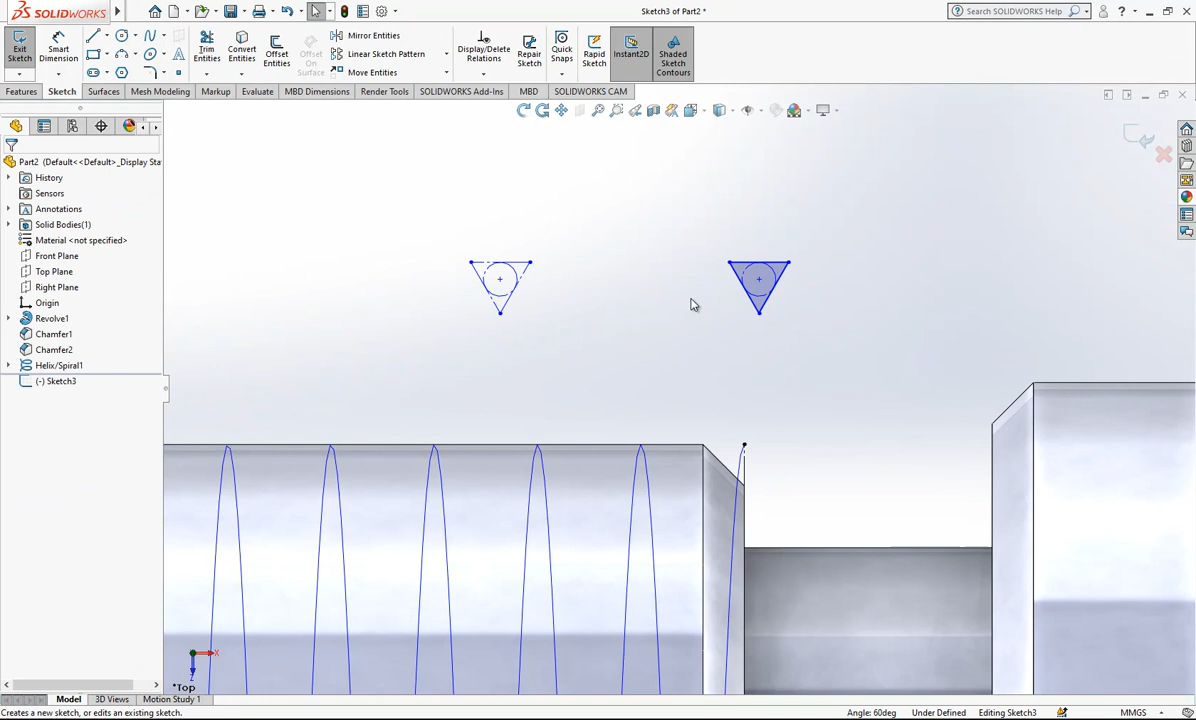 SOLIDWORKS
Sketch3 of Part2 *
Search SOLIDWORKS Help
Exit Sketch
Smart Dimension
Trim Entities
Convert Entities
Offset Entities
Offset On Surface
Mirror Entities
Linear Sketch Pattern
Move Entities
Display/Delete Relations
Repair Sketch
Quick Snaps
Rapid Sketch
Instant2D
Shaded Sketch Contours
Features
Sketch
Surfaces
Mesh Modeling
Markup
Evaluate
MBD Dimensions
Render Tools
SOLIDWORKS Add-Ins
MBD
SOLIDWORKS CAM
Part2 (Default<<Default>_Display Sta
History
Sensors
Annotations
Solid Bodies(1)
Material <not specified>
Front Plane
Top Plane
Right Plane
Origin
Revolve1
Chamfer1
Chamfer2
Helix/Spiral1
(-) Sketch3
X
Z
*Top
Model
3D Views
Motion Study 1
Creates a new sketch, or edits an existing sketch.
Angle: 60deg
Under Defined
Editing Sketch3
MMGS